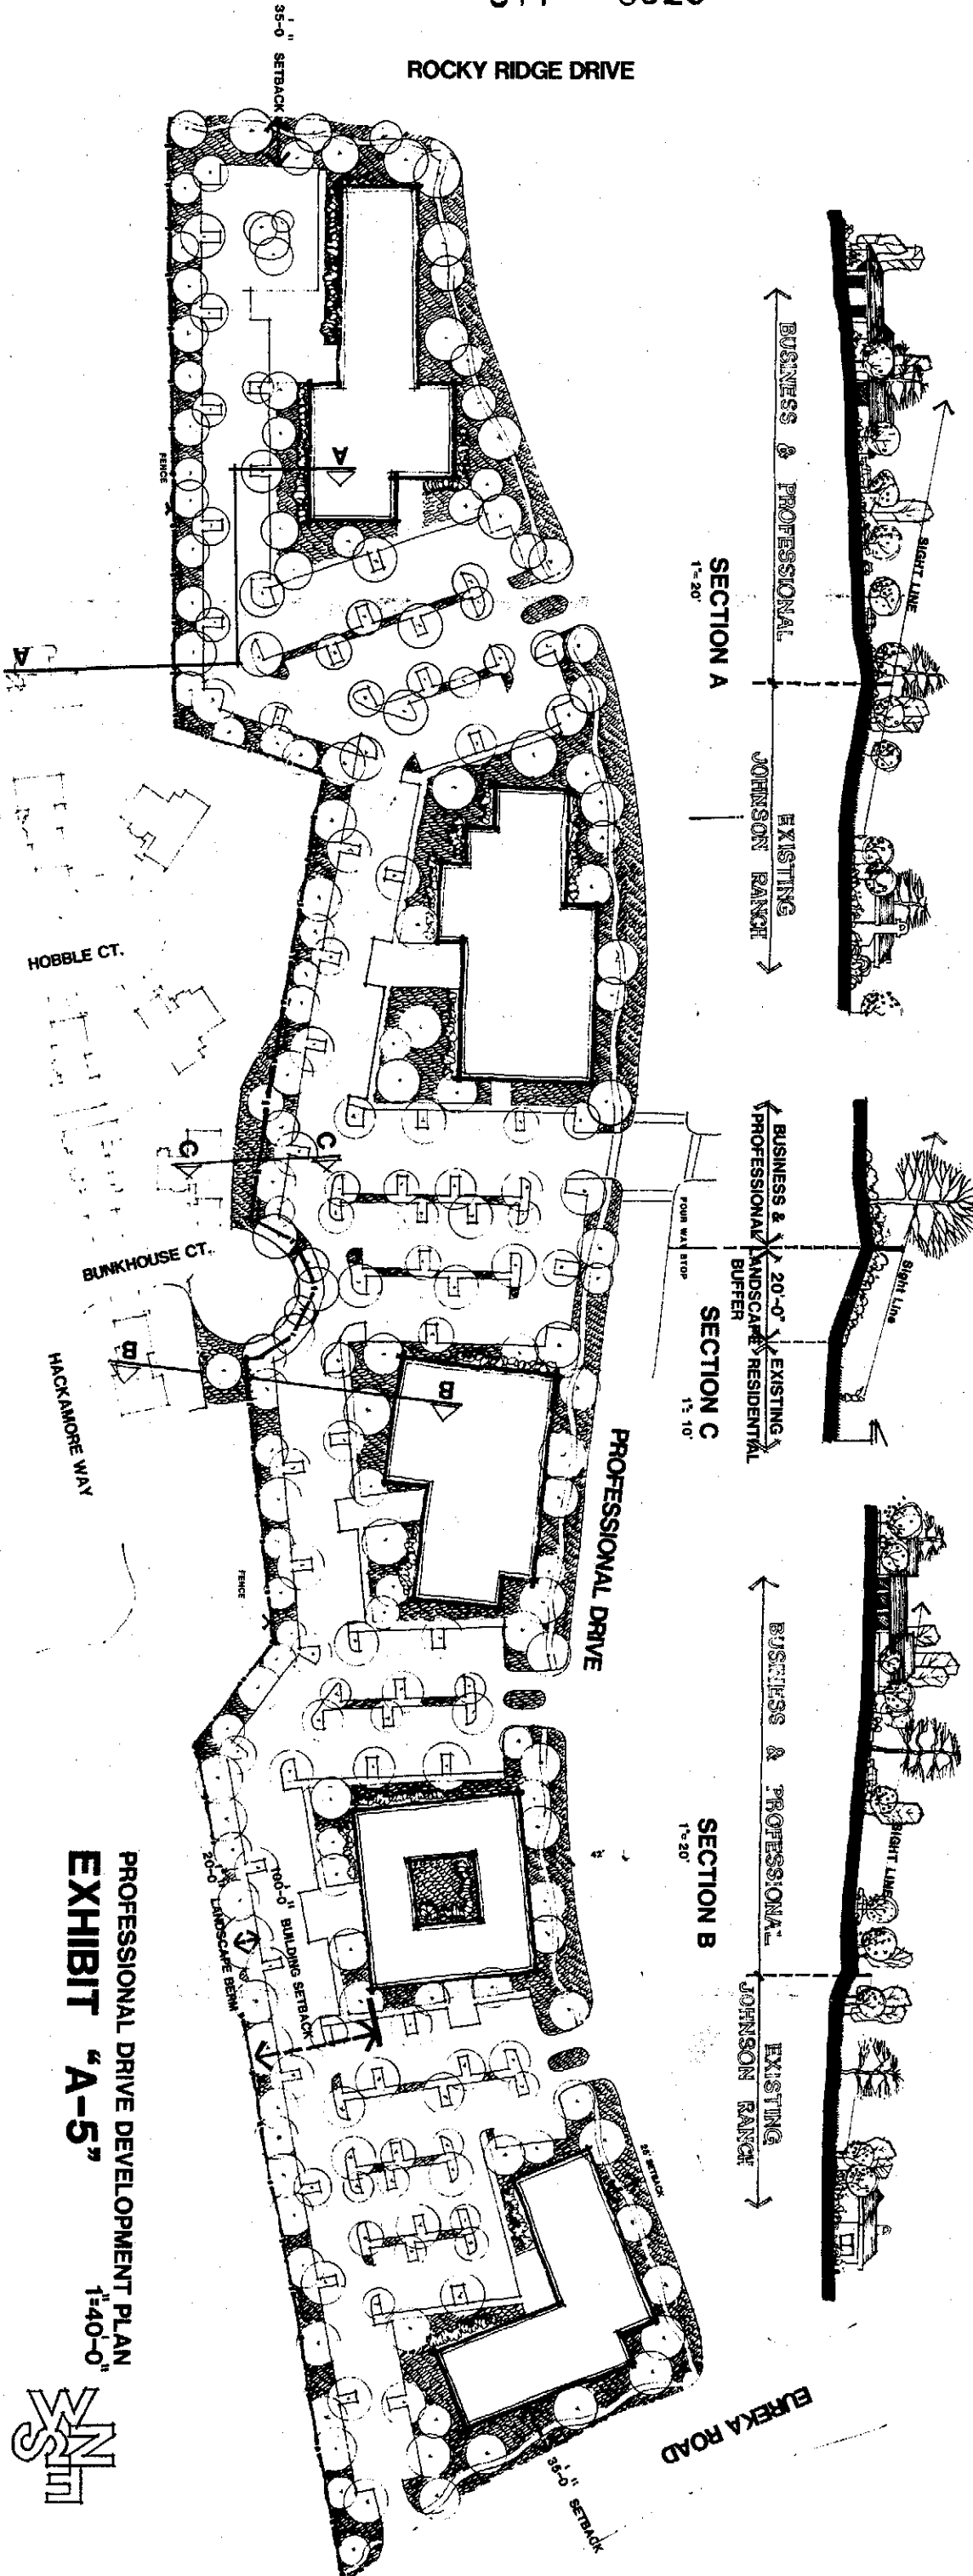 ROCKY RIDGE DRIVE
35'-0" SETBACK
FENCE
A
A
HOBBLE CT.
C
C
BUNKHOUSE CT.
B
B
HACKAMORE WAY
FENCE
FOUR WAY STOP
PROFESSIONAL DRIVE
100'-0" BUILDING SETBACK
20'-0" LANDSCAPE BERM
25' SETBACK
35'-0" SETBACK
EUREKA ROAD
SIGHT LINE
BUSINESS & PROFESSIONAL
EXISTING
JOHNSON RANCH
SECTION A
1"=20'
Sight Line
BUSINESS &
PROFESSIONAL
20'-0"
LANDSCAPE
BUFFER
EXISTING
RESIDENTIAL
SECTION C
1"=10'
SIGHT LINE
BUSINESS & PROFESSIONAL
EXISTING
JOHNSON RANCH
SECTION B
1"=20'
PROFESSIONAL DRIVE DEVELOPMENT PLAN
1"=40'-0"
EXHIBIT "A-5"
N
E
S
W